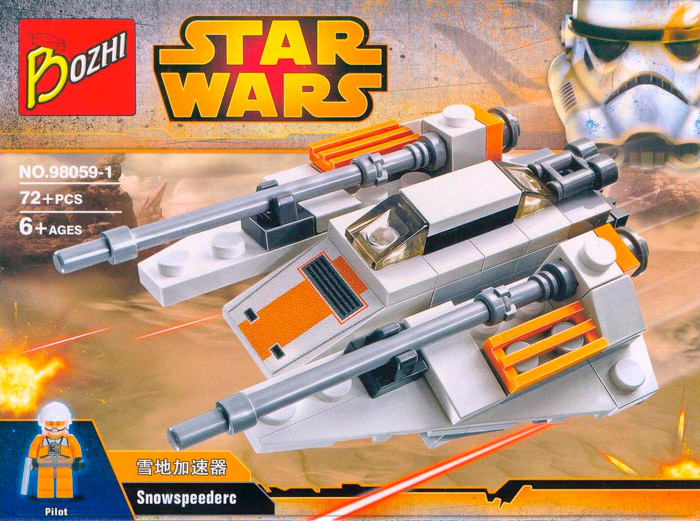 BOZHI
STAR
WARS
NO.98059-1
72+PCS
6+AGES
雪地加速器
Snowspeederc
Pilot